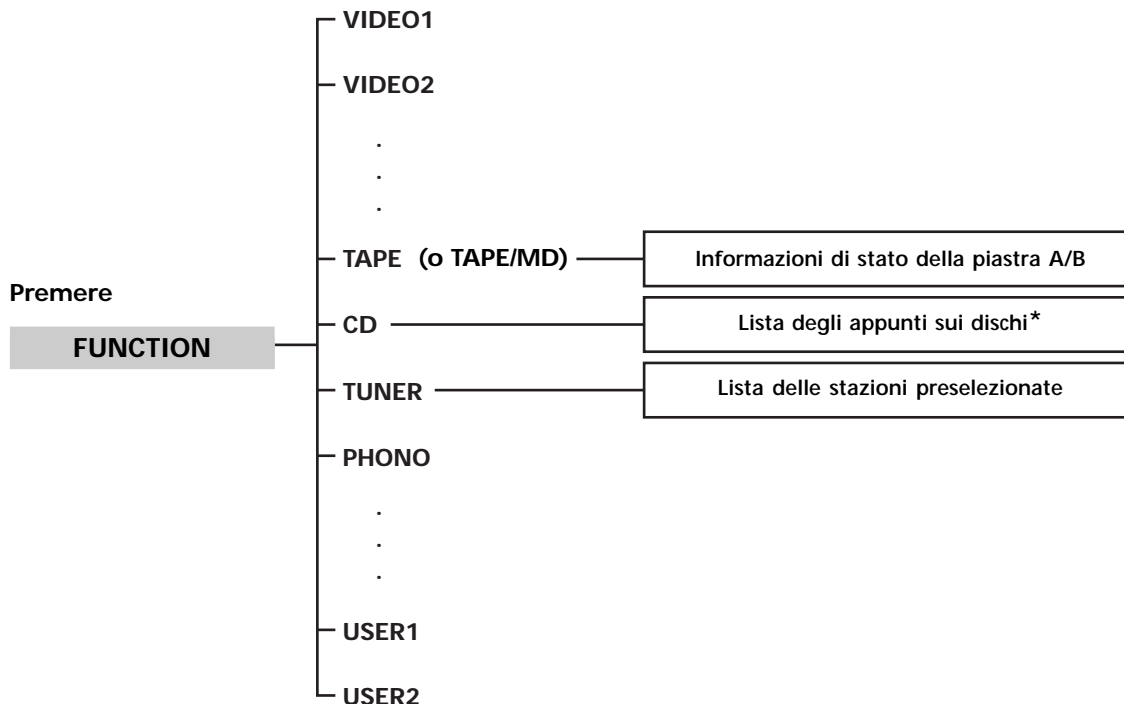 VIDEO1
VIDEO2
.
.
.
TAPE (o TAPE/MD)
Informazioni di stato della piastra A/B
Premere
FUNCTION
CD
Lista degli appunti sui dischi*
TUNER
Lista delle stazioni preselezionate
PHONO
.
.
.
USER1
USER2